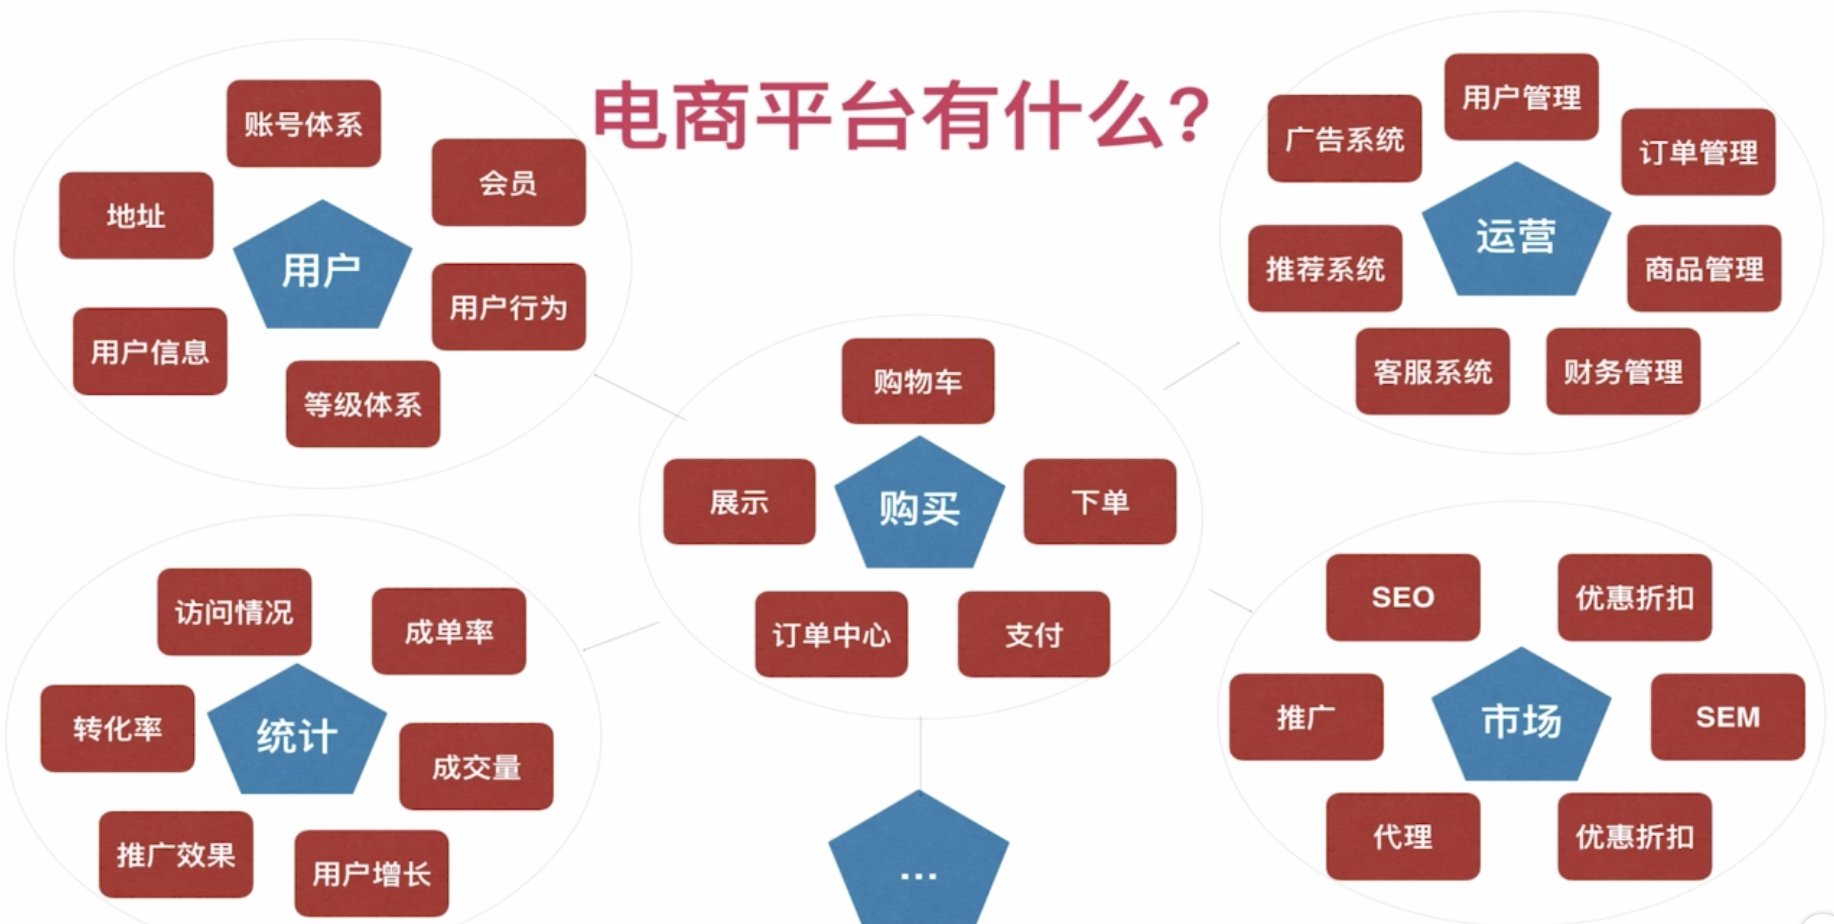 电商平台有什么?
账号体系
会员
地址
用户
用户行为
用户信息
等级体系
用户管理
广告系统
订单管理
运营
推荐系统
商品管理
客服系统
财务管理
购物车
展示
购买
下单
订单中心
支付
访问情况
成单率
转化率
统计
成交量
推广效果
用户增长
SEO
优惠折扣
推广
市场
SEM
代理
优惠折扣
...